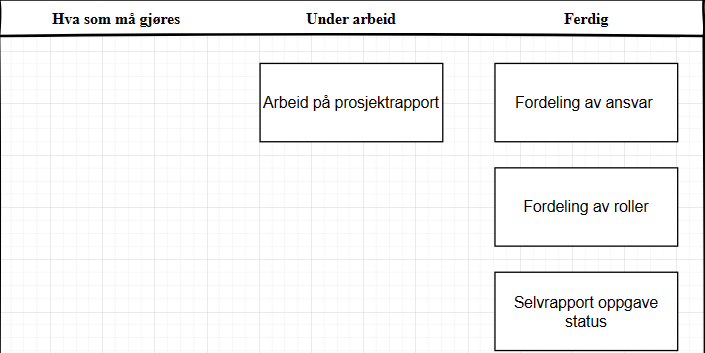 Hva som må gjøres
Under arbeid
Ferdig
Arbeid på prosjektrapport
Fordeling av ansvar
Fordeling av roller
Selvrapport oppgave
status